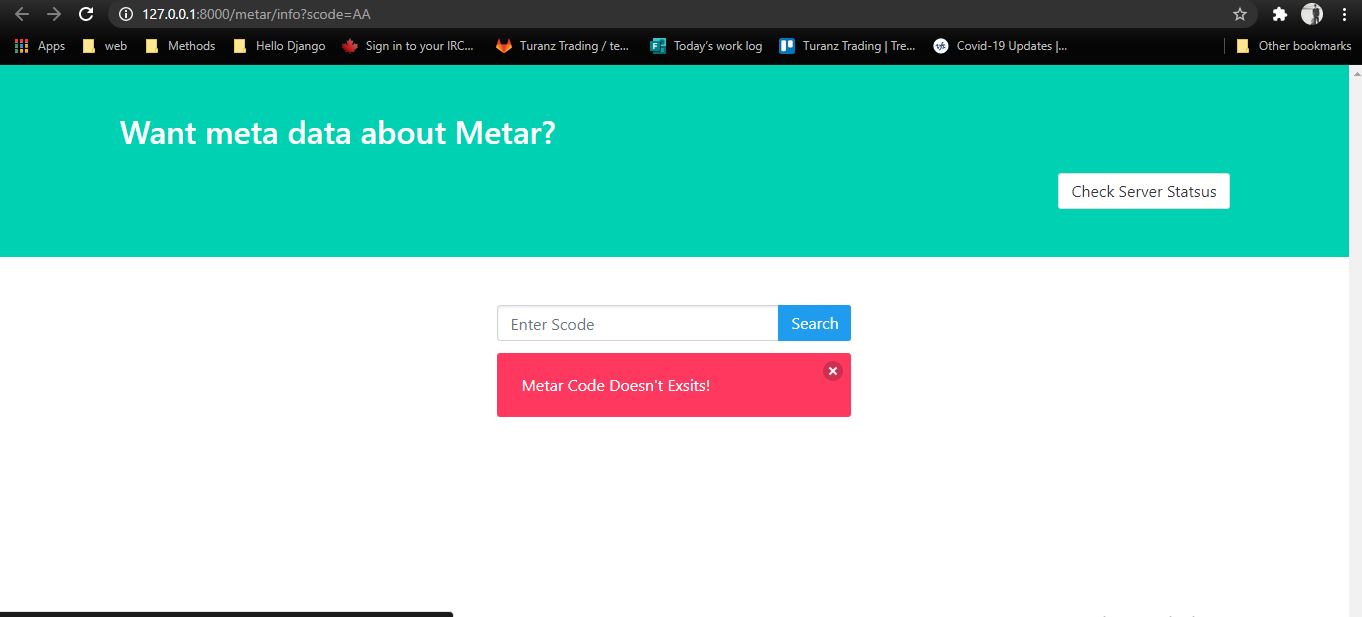 127.0.0.1:8000/metar/info?scode=AA
Apps web Methods Hello Django Sign in to your IRC... Turanz Trading / te... Today's work log Turanz Trading | Tre... Covid-19 Updates |... Other bookmarks
Want meta data about Metar?
Check Server Statsus
Enter Scode Search
Metar Code Doesn't Exsits!